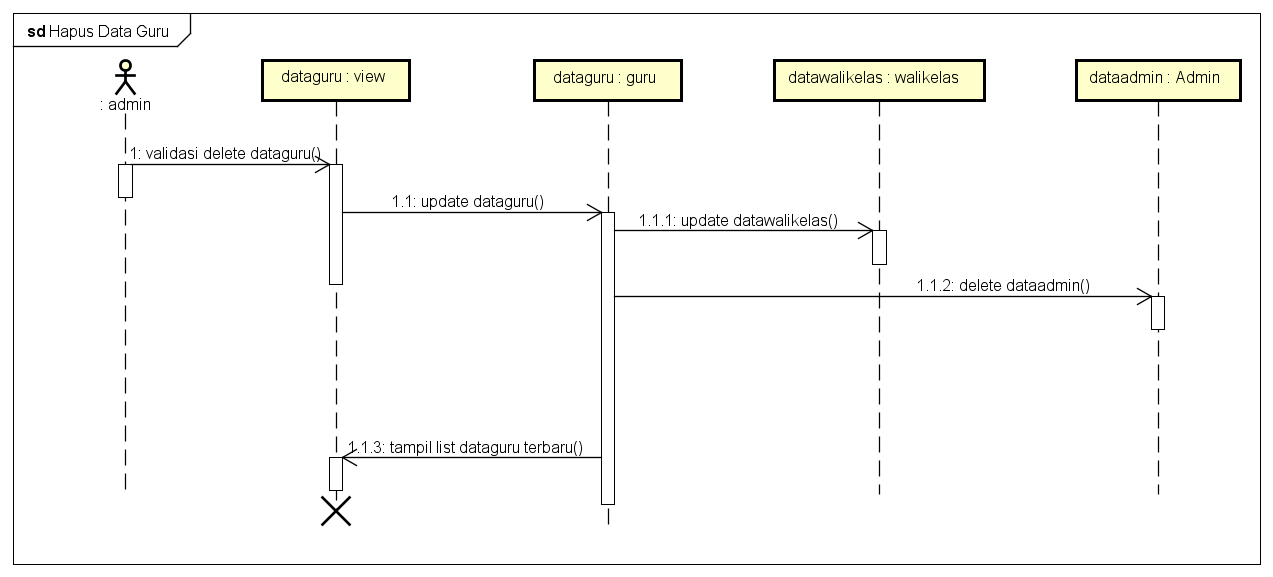 sd Hapus Data Guru
: admin
dataguru : view
dataguru : guru
datawalikelas : walikelas
dataadmin : Admin
1: validasi delete dataguru()
1.1: update dataguru()
1.1.1: update datawalikelas()
1.1.2: delete dataadmin()
1.1.3: tampil list dataguru terbaru()